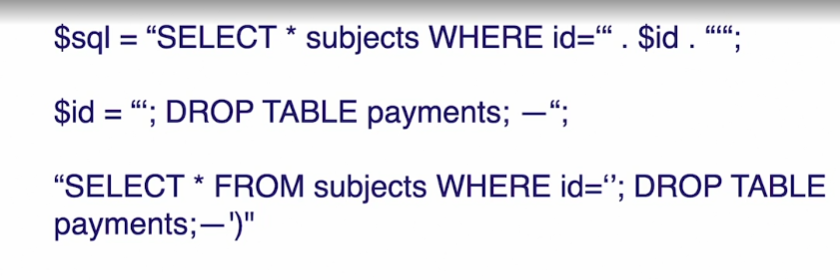 $sql = “SELECT * subjects WHERE id=‘“ . $id . “‘“;
$id = “‘; DROP TABLE payments; —“;
“SELECT * FROM subjects WHERE id=‘’; DROP TABLE
payments;—')"